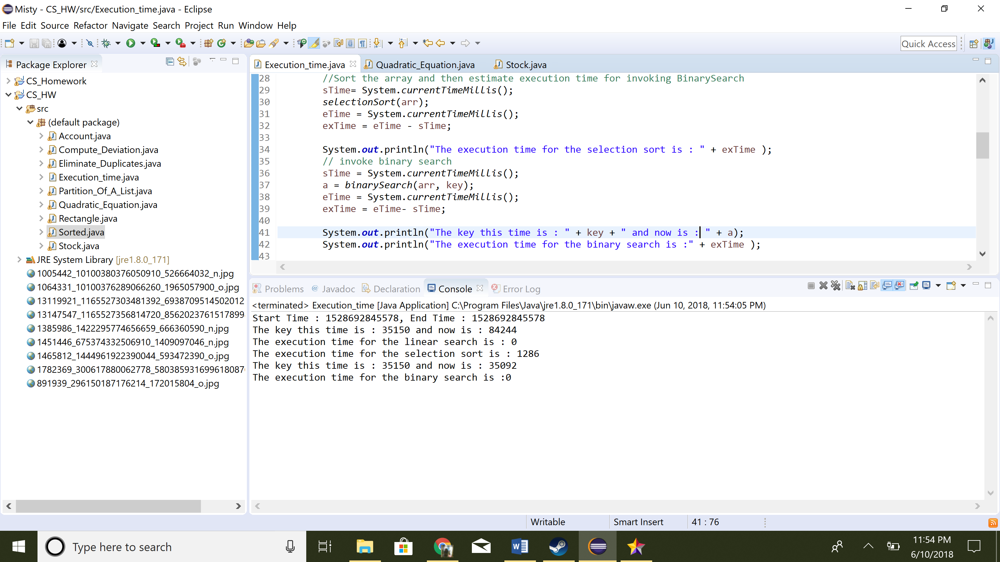 Misty - CS_HW/src/Execution_time.java - Eclipse
File Edit Source Refactor Navigate Search Project Run Window Help
Quick Access
Package Explorer
CS_Homework
CS_HW
src
(default package)
Account.java
Compute_Deviation.java
Eliminate_Duplicates.java
Execution_time.java
Partition_Of_A_List.java
Quadratic_Equation.java
Rectangle.java
Sorted.java
Stock.java
JRE System Library [jre1.8.0_171]
1005442_10100380376050910_526664032_n.jpg
1064331_10100376289066260_1965057900_o.jpg
13119921_1165527303481392_6938709514502012
13147547_1165527356814720_856202376151789​9
1385986_1422295774656659_666360590_n.jpg
1451446_675374332506910_1409097046_n.jpg
1465812_1444961922390044_593472390_o.jpg
1782369_300617880062778_580385931699618087
891939_296150187176214_172015804_o.jpg
Execution_time.java Quadratic_Equation.java Stock.java
28 //Sort the array and then estimate execution time for invoking BinarySearch
29 sTime= System.currentTimeMillis();
30 selectionSort(arr);
31 eTime = System.currentTimeMillis();
32 exTime = eTime - sTime;
33
34 System.out.println("The execution time for the selection sort is : " + exTime );
35 // invoke binary search
36 sTime = System.currentTimeMillis();
37 a = binarySearch(arr, key);
38 eTime = System.currentTimeMillis();
39 exTime = eTime- sTime;
40
41 System.out.println("The key this time is : " + key + " and now is : " + a);
42 System.out.println("The execution time for the binary search is :" + exTime );
43
Problems Javadoc Declaration Console Error Log
<terminated> Execution_time [Java Application] C:\Program Files\Java\jre1.8.0_171\bin\javaw.exe (Jun 10, 2018, 11:54:05 PM)
Start Time : 1528692845578, End Time : 1528692845578
The key this time is : 35150 and now is : 84244
The execution time for the linear search is : 0
The execution time for the selection sort is : 1286
The key this time is : 35150 and now is : 35092
The execution time for the binary search is :0
Writable Smart Insert 41 : 76
Type here to search
11:54 PM
6/10/2018